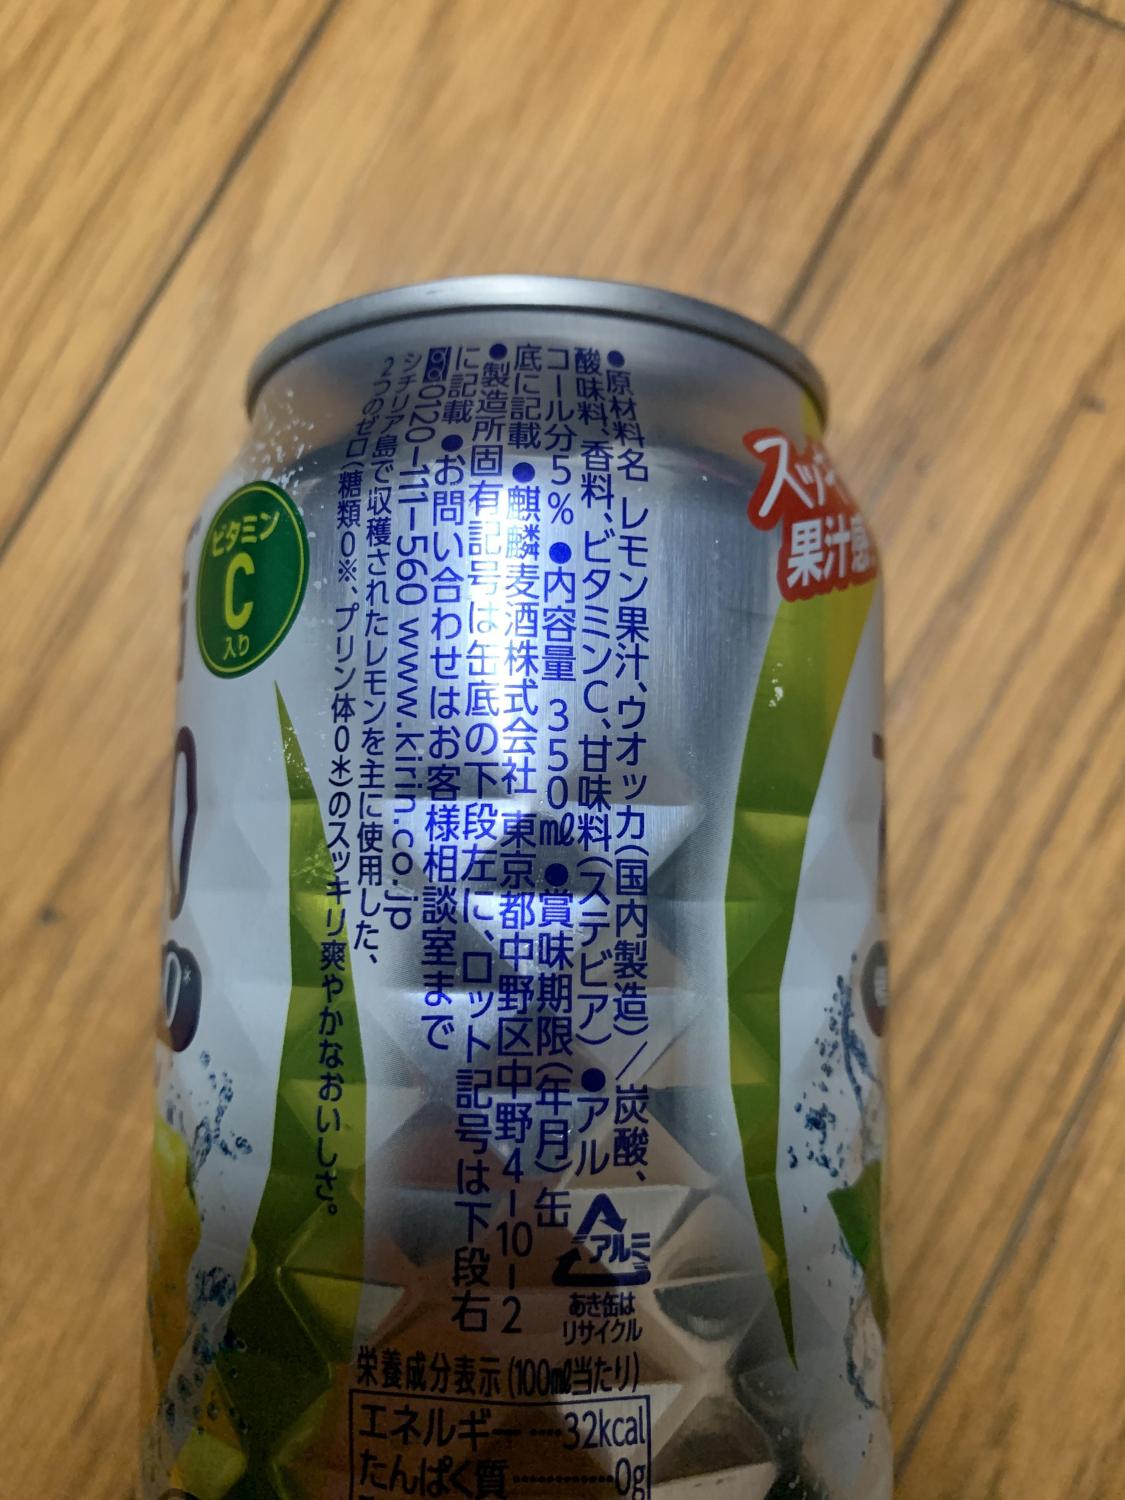 ●原材料名 レモン果汁、ウオッカ(国内製造)/炭酸、
酸味料、香料、ビタミンC、甘味料(ステビア) ●アル
コール分5% ●内容量 350mℓ ●賞味期限(年月)缶
底に記載 ●麒麟麦酒株式会社 東京都中野区中野4-10-2
●製造所固有記号は缶底の下段左に、ロット記号は下段右
に記載 ●お問い合わせはお客様相談室まで
0120-111-560 www.kirin.co.jp
シチリア島で収穫されたレモンを主に使用した、
2つのゼロ(糖類0※、プリン体0＊)のスッキリ爽やかなおいしさ。
アルミ
あき缶は
リサイクル
栄養成分表示(100mℓ当たり)
エネルギー……32kcal
たんぱく質…………0g
ビタミン
C
入り
スッキ
果汁感